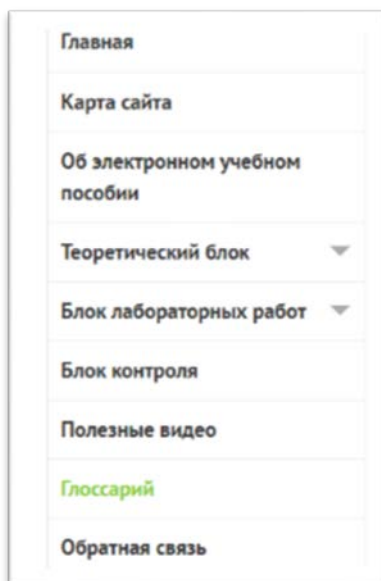 Главная
Карта сайта
Об электронном учебном
пособии
Теоретический блок
Блок лабораторных работ
Блок контроля
Полезные видео
Глоссарий
Обратная связь